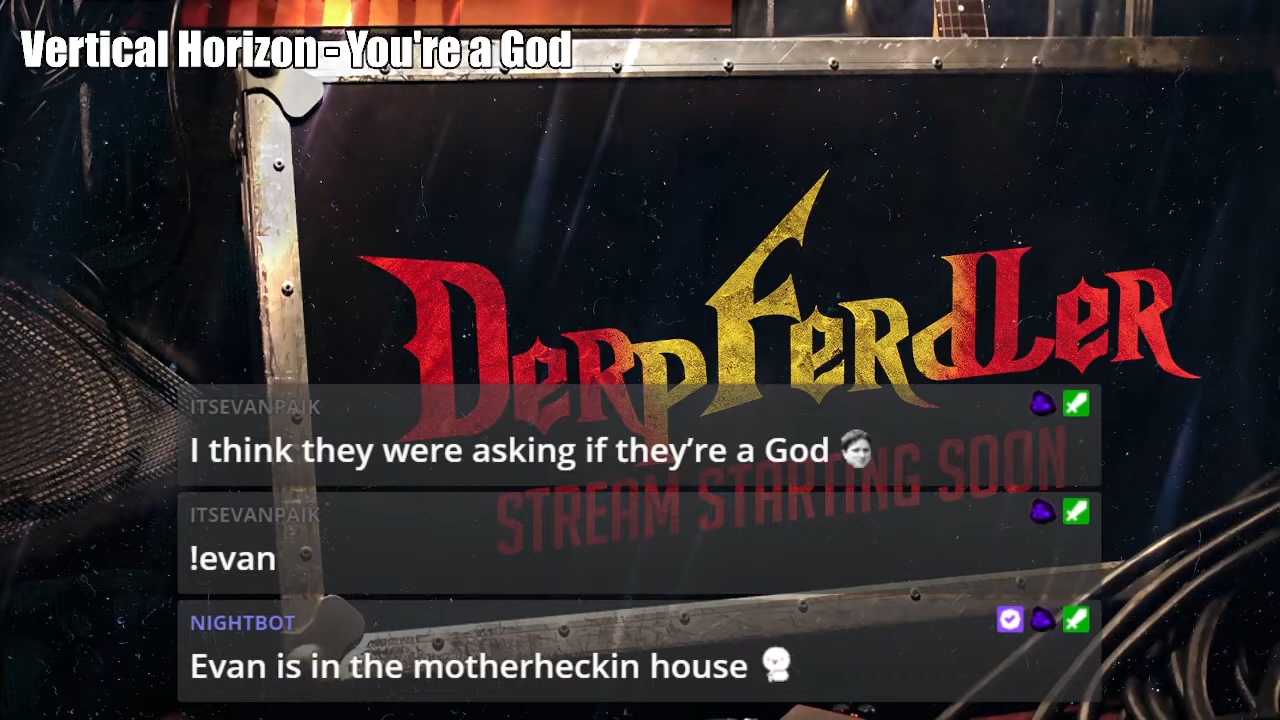 Vertical Horizon - You're a God
DerpFerdLer
STREAM STARTING SOON
ITSEVANPAIK
I think they were asking if they’re a God
ITSEVANPAIK
!evan
NIGHTBOT
Evan is in the motherheckin house